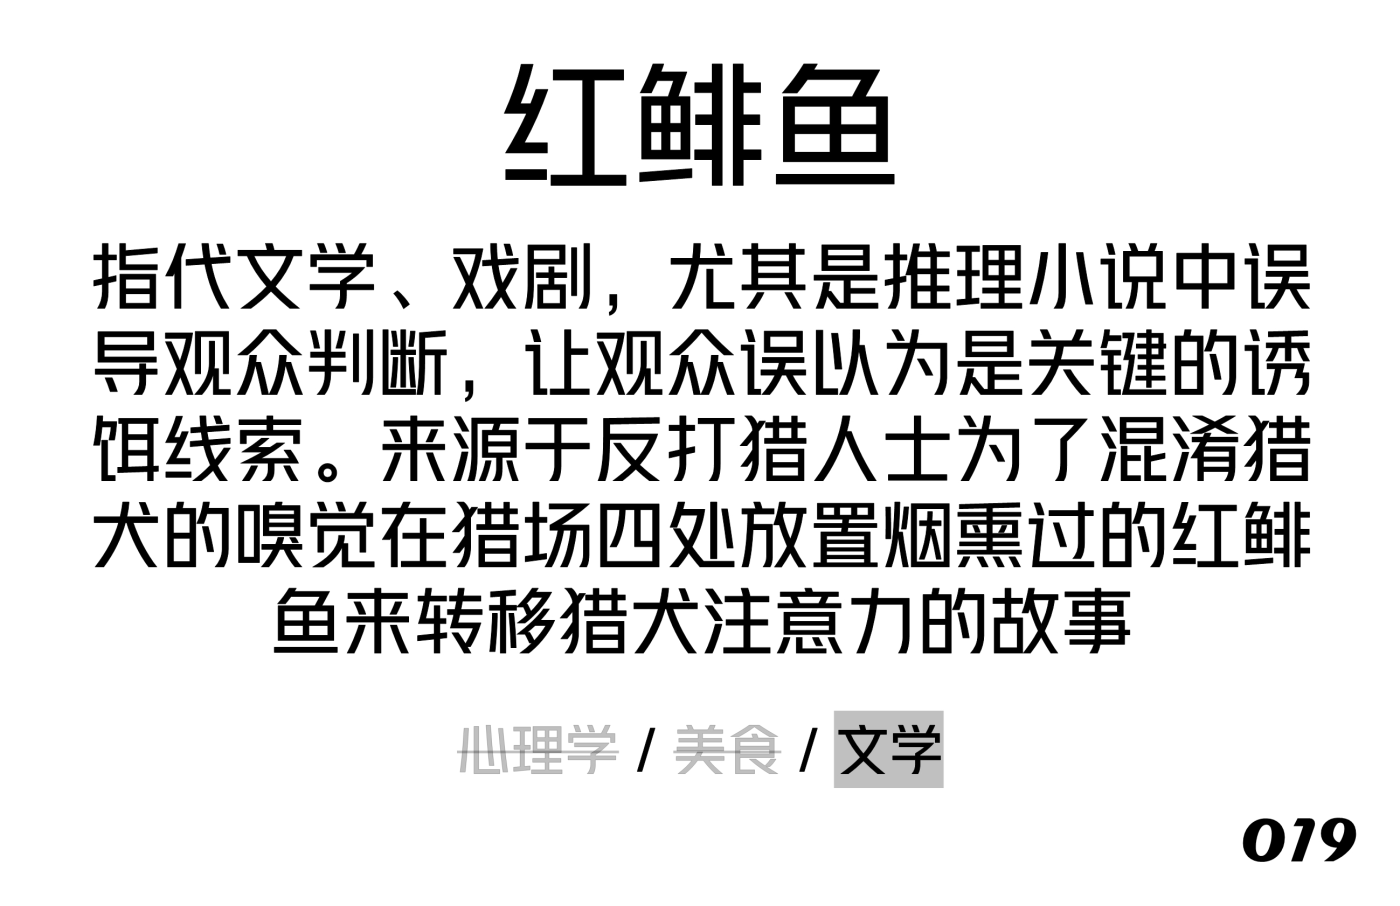 红鲱鱼
指代文学、戏剧，尤其是推理小说中误
导观众判断，让观众误以为是关键的诱
饵线索。来源于反打猎人士为了混淆猎
犬的嗅觉在猎场四处放置烟熏过的红鲱
鱼来转移猎犬注意力的故事
心理学 / 美食 / 文学
019